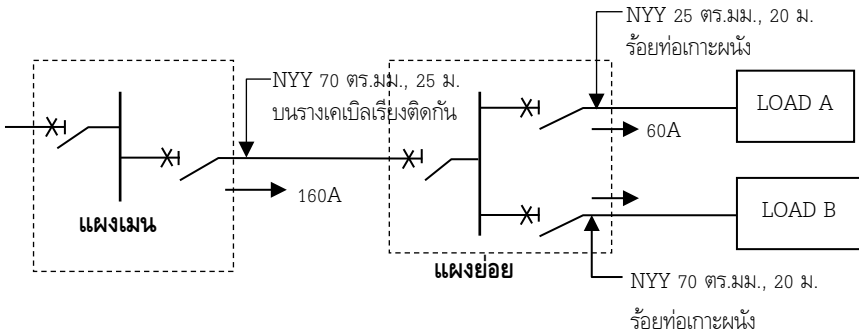 NYY 25 ตร.มม., 20 ม.
ร้อยท่อเกาะผนัง
NYY 70 ตร.มม., 25 ม.
บนรางเคเบิลเรียงติดกัน
LOAD A
60A
160A
แผงเมน
LOAD B
แผงย่อย
NYY 70 ตร.มม., 20 ม.
ร้อยท่อเกาะผนัง